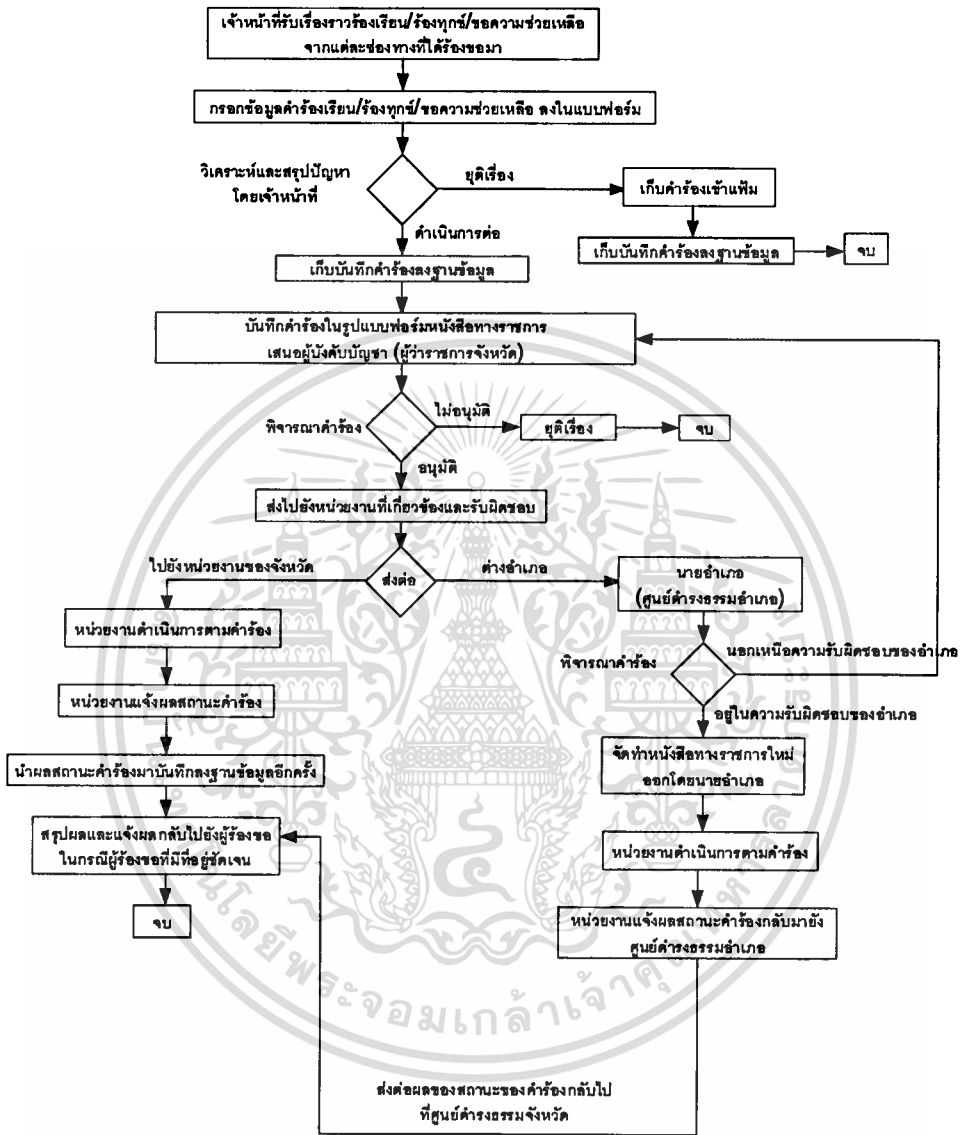 เจ้าหน้าที่รับเรื่องราวร้องเรียน/ร้องทุกข์/ขอความช่วยเหลือ
จากแต่ละช่องทางที่ได้ร้องขอมา
กรอกข้อมูลคำร้องเรียน/ร้องทุกข์/ขอความช่วยเหลือ ลงในแบบฟอร์ม
วิเคราะห์และสรุปปัญหา
โดยเจ้าหน้าที่
ยุติเรื่อง
เก็บคำร้องเข้าแฟ้ม
ดำเนินการต่อ
เก็บบันทึกคำร้องลงฐานข้อมูล
จบ
เก็บบันทึกคำร้องลงฐานข้อมูล
บันทึกคำร้องในรูปแบบฟอร์มหนังสือทางราชการ
เสนอผู้บังคับบัญชา (ผู้ว่าราชการจังหวัด)
พิจารณาคำร้อง
ไม่อนุมัติ
ยุติเรื่อง
จบ
อนุมัติ
ส่งไปยังหน่วยงานที่เกี่ยวข้องและรับผิดชอบ
ไปยังหน่วยงานของจังหวัด
ส่งต่อ
ต่างอำเภอ
นายอำเภอ
(ศูนย์ดำรงธรรมอำเภอ)
หน่วยงานดำเนินการตามคำร้อง
พิจารณาคำร้อง
นอกเหนือความรับผิดชอบของอำเภอ
หน่วยงานแจ้งผลสถานะคำร้อง
อยู่ในความรับผิดชอบของอำเภอ
นำผลสถานะคำร้องมาบันทึกลงฐานข้อมูลอีกครั้ง
จัดทำหนังสือทางราชการใหม่
ออกโดยนายอำเภอ
สรุปผลและแจ้งผลกลับไปยังผู้ร้องขอ
ในกรณีผู้ร้องขอที่มีที่อยู่ชัดเจน
หน่วยงานดำเนินการตามคำร้อง
จบ
หน่วยงานแจ้งผลสถานะคำร้องกลับมายัง
ศูนย์ดำรงธรรมอำเภอ
ส่งต่อผลของสถานะของคำร้องกลับไป
ที่ศูนย์ดำรงธรรมจังหวัด